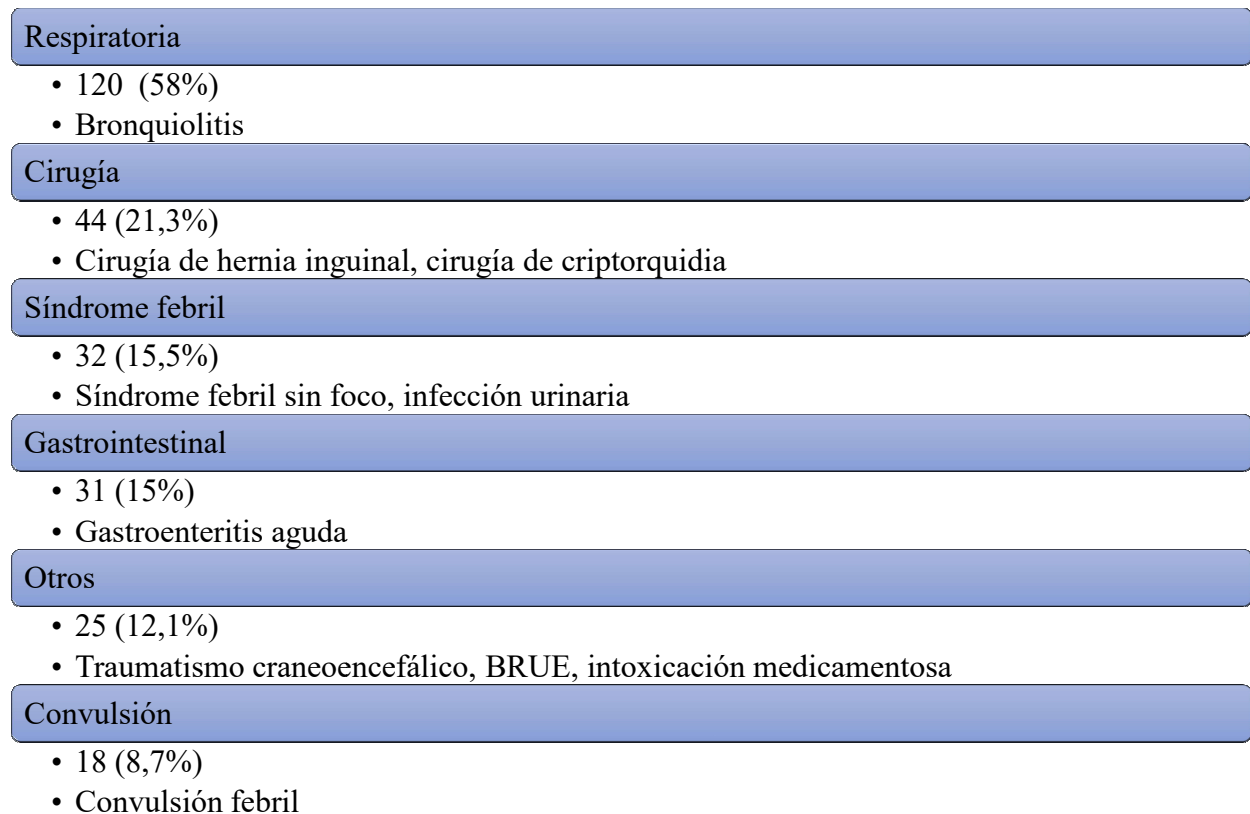 Respiratoria
• 120 (58%)
• Bronquiolitis
Cirugía
• 44 (21,3%)
• Cirugía de hernia inguinal, cirugía de criptorquidia
Síndrome febril
• 32 (15,5%)
• Síndrome febril sin foco, infección urinaria
Gastrointestinal
• 31 (15%)
• Gastroenteritis aguda
Otros
• 25 (12,1%)
• Traumatismo craneoencefálico, BRUE, intoxicación medicamentosa
Convulsión
• 18 (8,7%)
• Convulsión febril